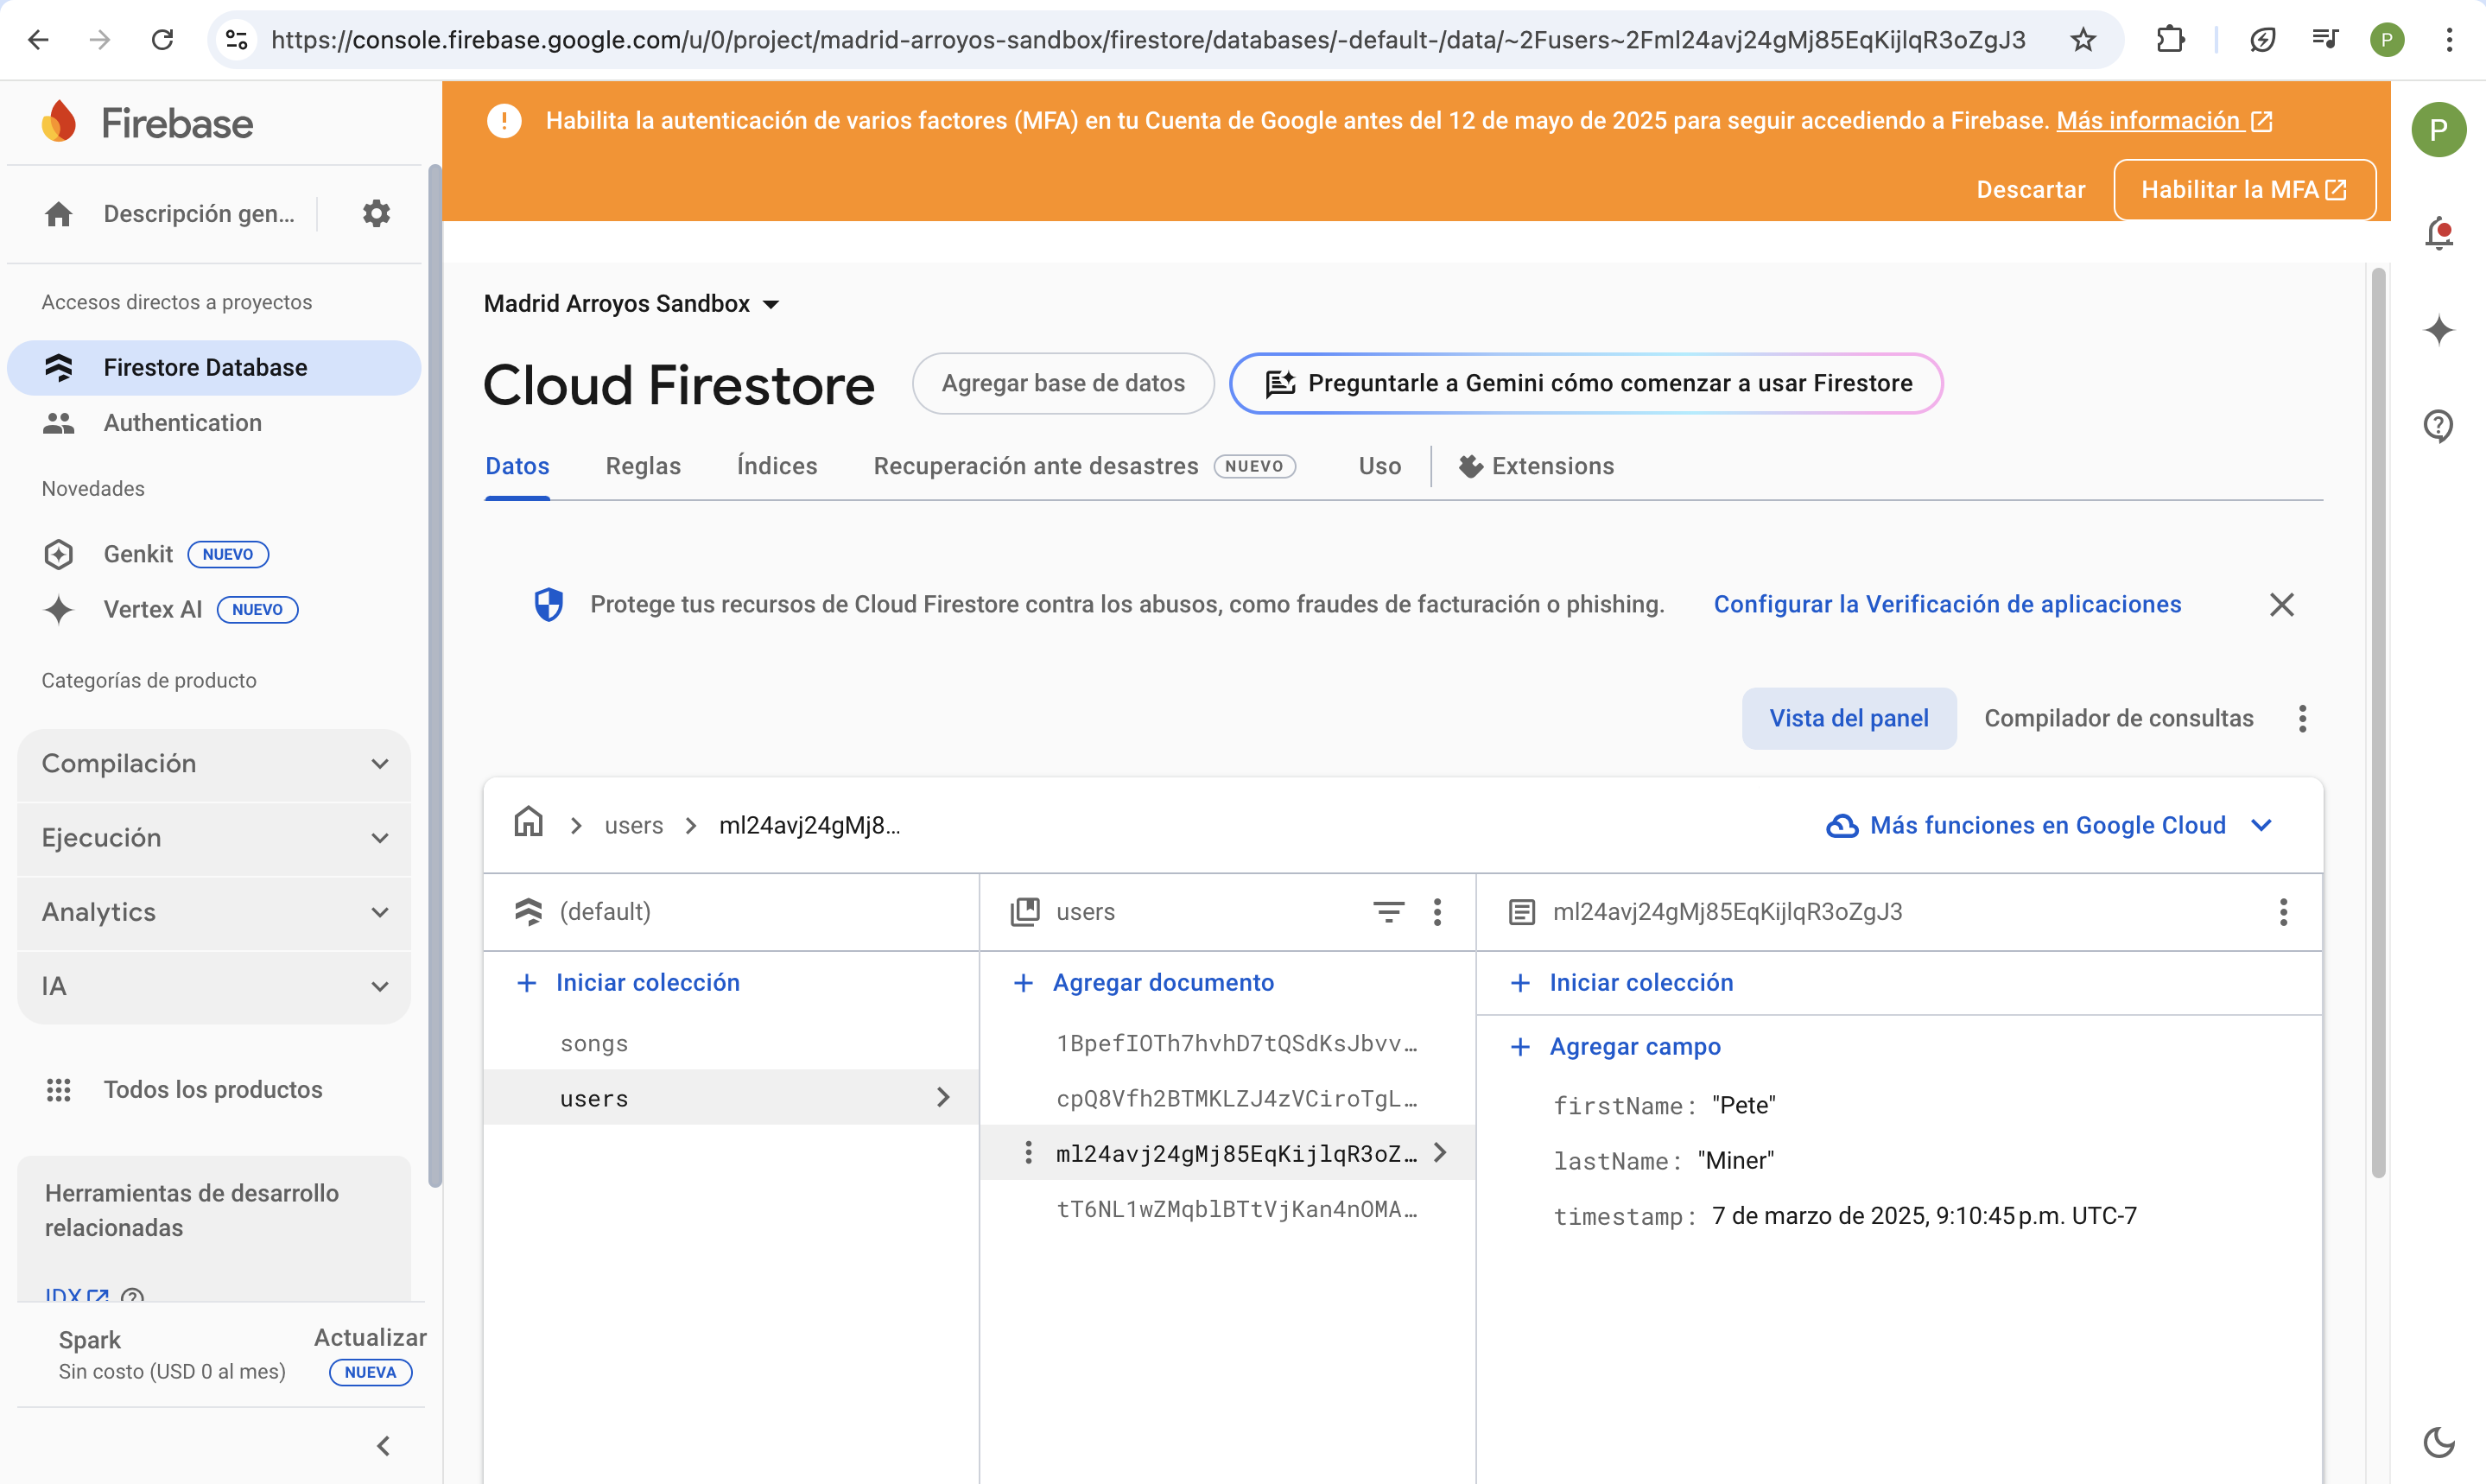 https://console.firebase.google.com/u/0/project/madrid-arroyos-sandbox/firestore/databases/-default-/data/~2Fusers~2Fml24avj24gMj85EqKijlqR3oZgJ3
P
Firebase
Habilita la autenticación de varios factores (MFA) en tu Cuenta de Google antes del 12 de mayo de 2025 para seguir accediendo a Firebase. Más información
Descartar
Habilitar la MFA
P
Descripción gen...
Accesos directos a proyectos
Firestore Database
Authentication
Novedades
Genkit NUEVO
Vertex AI NUEVO
Categorías de producto
Compilación
Ejecución
Analytics
IA
Todos los productos
Herramientas de desarrollo
relacionadas
IDX
Spark
Sin costo (USD 0 al mes)
Actualizar
NUEVA
Madrid Arroyos Sandbox
Cloud Firestore
Agregar base de datos
Preguntarle a Gemini cómo comenzar a usar Firestore
Datos
Reglas
Índices
Recuperación ante desastres NUEVO
Uso
Extensions
Protege tus recursos de Cloud Firestore contra los abusos, como fraudes de facturación o phishing.
Configurar la Verificación de aplicaciones
Vista del panel
Compilador de consultas
users
ml24avj24gMj8...
Más funciones en Google Cloud
(default)
Iniciar colección
songs
users
users
Agregar documento
1BpefIOTh7hvhD7tQSdKsJbvv…
cpQ8Vfh2BTMKLZJ4zVCiroTgL…
ml24avj24gMj85EqKijlqR3oZ…
tT6NL1wZMqblBTtVjKan4nOMA…
ml24avj24gMj85EqKijlqR3oZgJ3
Iniciar colección
Agregar campo
firstName: "Pete"
lastName: "Miner"
timestamp: 7 de marzo de 2025, 9:10:45 p.m. UTC-7